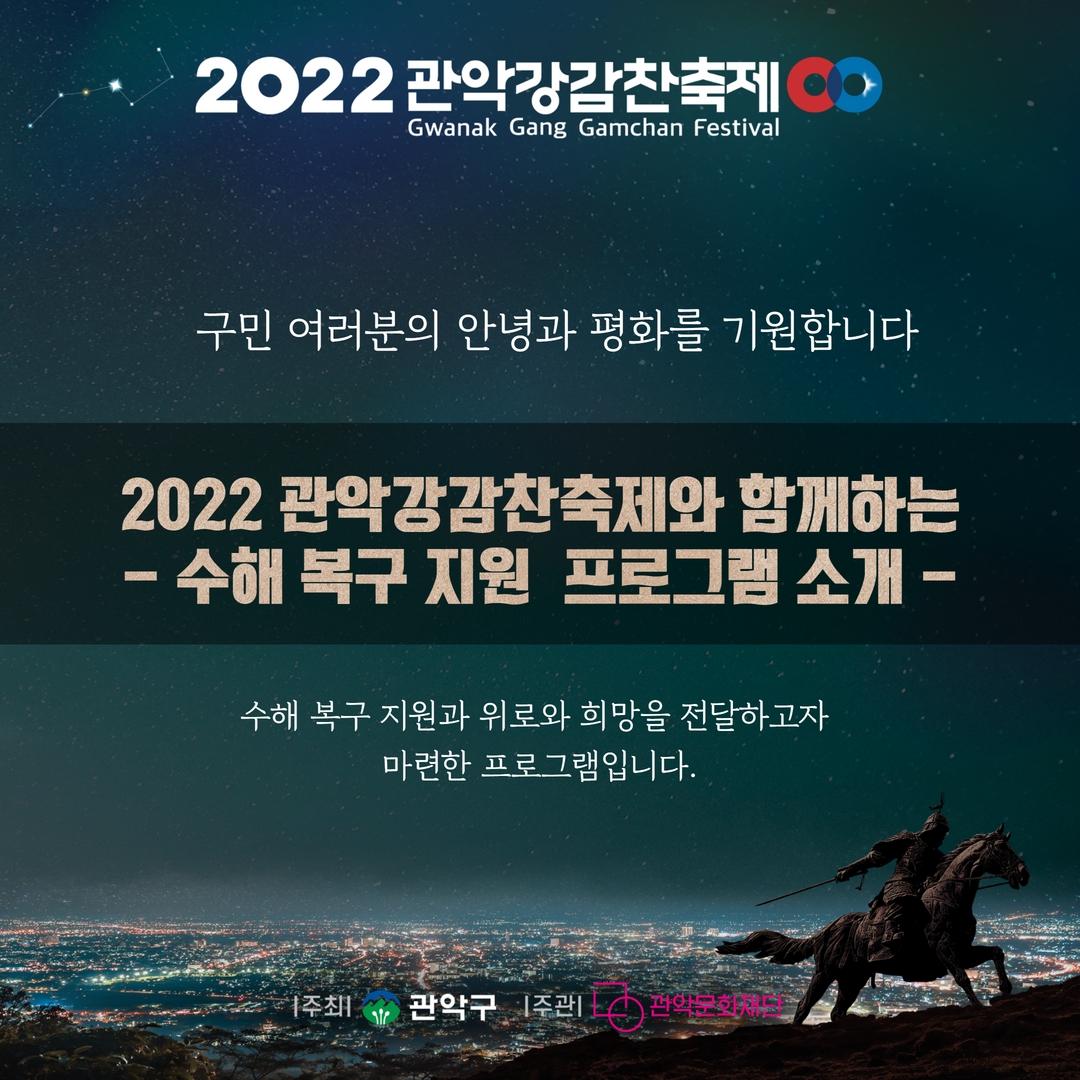 2022 관악강감찬축제
Gwanak Gang Gamchan Festival
구민 여러분의 안녕과 평화를 기원합니다
2022 관악강감찬축제와 함께하는
- 수해 복구 지원 프로그램 소개 -
수해 복구 지원과 위로와 희망을 전달하고자
마련한 프로그램입니다.
|주최| 관악구 |주관| 관악문화재단